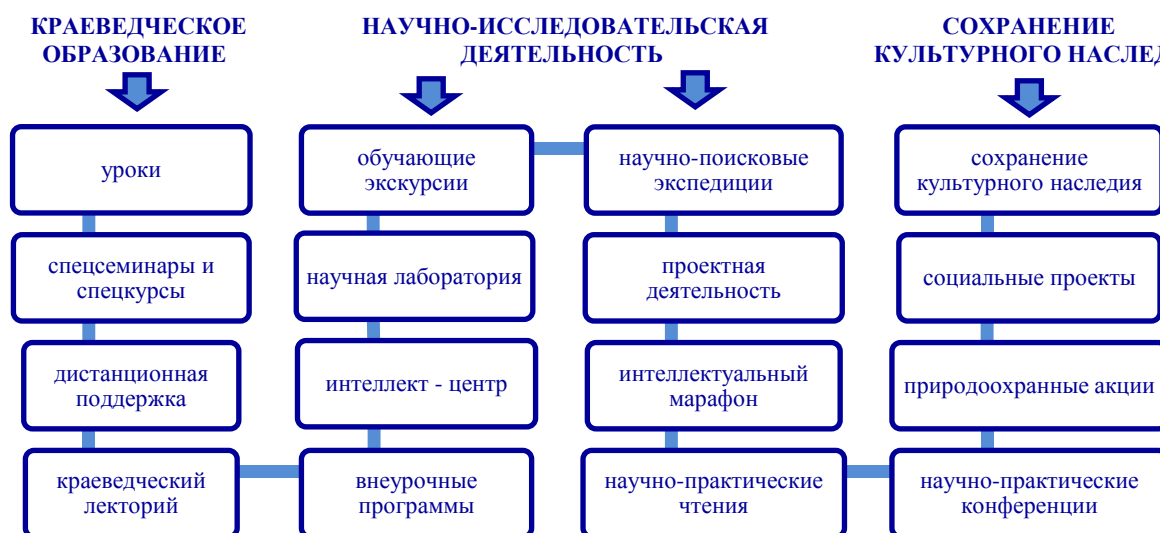 КРАЕВЕДЧЕСКОЕ
ОБРАЗОВАНИЕ
НАУЧНО-ИССЛЕДОВАТЕЛЬСКАЯ
ДЕЯТЕЛЬНОСТЬ
СОХРАНЕНИЕ
КУЛЬТУРНОГО НАСЛЕД
уроки
спецсеминары и
спецкурсы
дистанционная
поддержка
краеведческий
лекторий
обучающие
экскурсии
научная лаборатория
интеллект - центр
внеурочные
программы
научно-поисковые
экспедиции
проектная
деятельность
интеллектуальный
марафон
научно-практические
чтения
сохранение
культурного наследия
социальные проекты
природоохранные акции
научно-практические
конференции